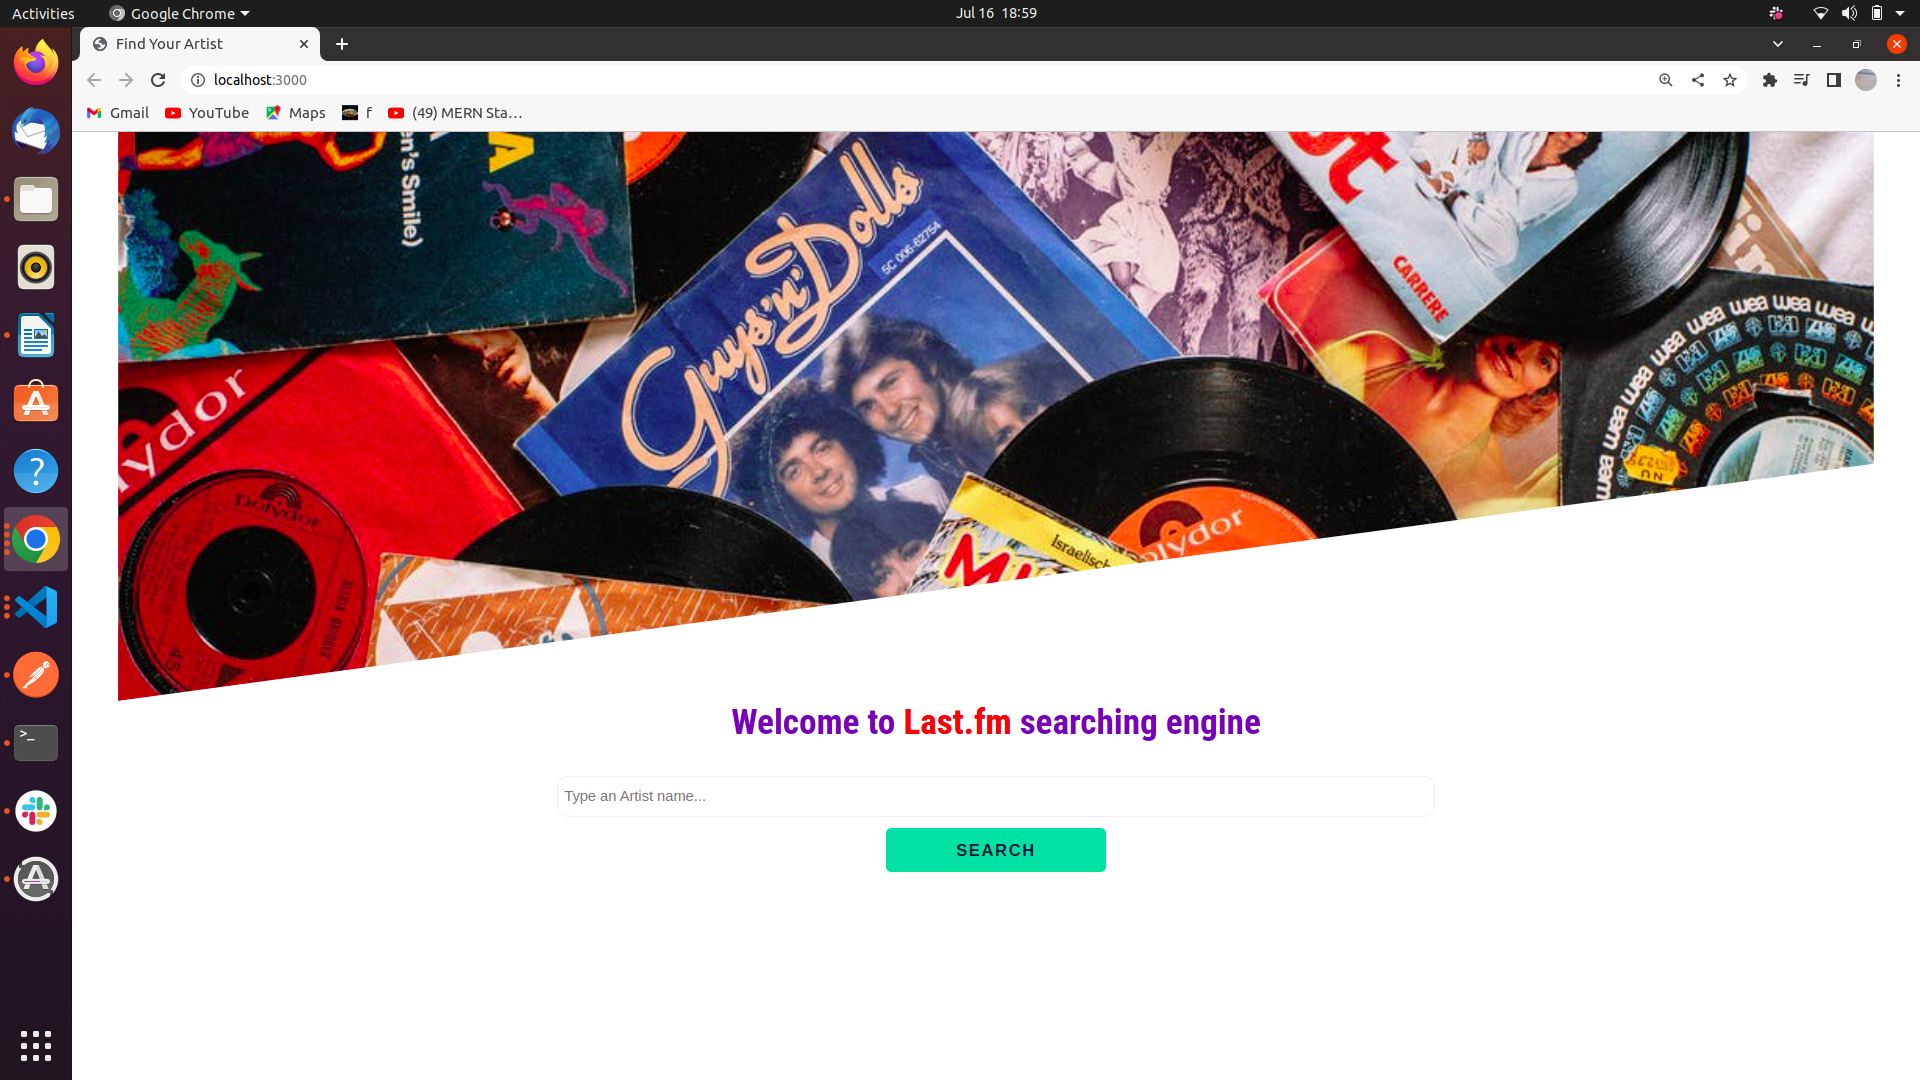 Activities
Google Chrome
Jul 16 18:59
Find Your Artist
localhost:3000
Gmail
YouTube
Maps
f
(49) MERN Sta…
en's Smile)
Guys 'n' Dolls
5C 006-62754
CARRERE
wea wea wea wea wea
lydor
polydor
45
Israelisch
olydor
Welcome to Last.fm searching engine
Type an Artist name...
SEARCH